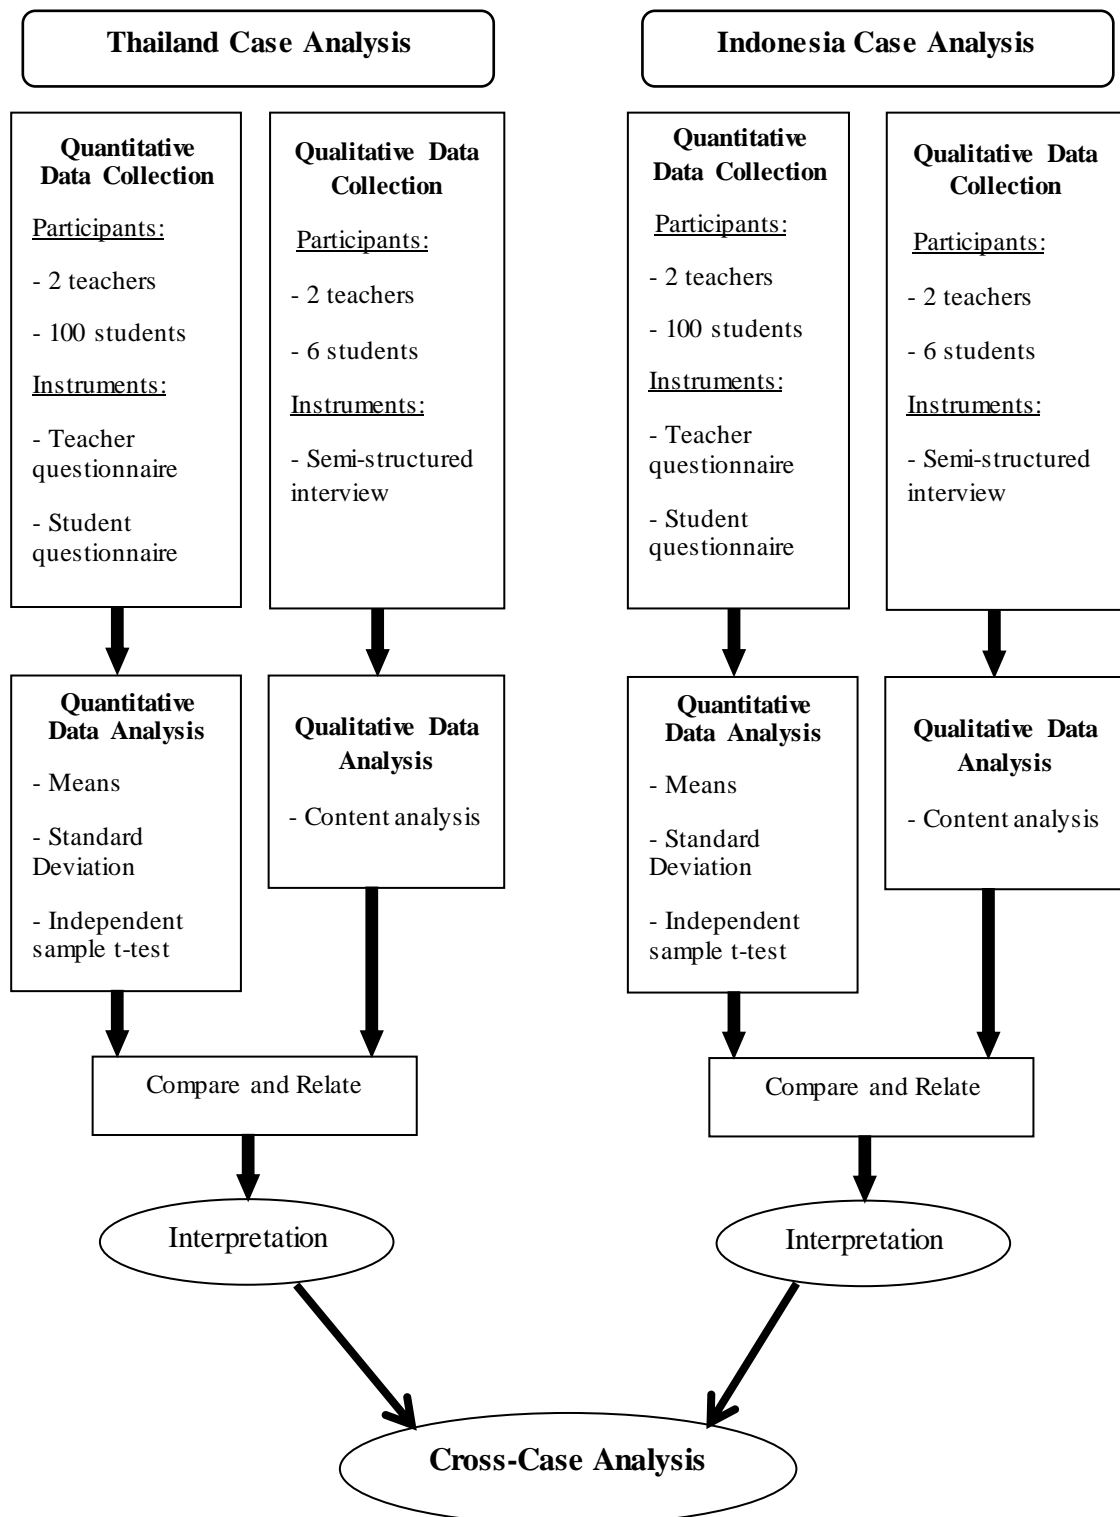 Thailand Case Analysis
Quantitative
Data Collection
Participants:
- 2 teachers
- 100 students
Instruments:
- Teacher
questionnaire
- Student
questionnaire
Qualitative Data
Collection
Participants:
- 2 teachers
- 6 students
Instruments:
- Semi-structured
interview
Quantitative
Data Analysis
- Means
- Standard
Deviation
- Independent
sample t-test
Qualitative Data
Analysis
- Content analysis
Compare and Relate
Interpretation
Indonesia Case Analysis
Quantitative
Data Collection
Participants:
- 2 teachers
- 100 students
Instruments:
- Teacher
questionnaire
- Student
questionnaire
Qualitative Data
Collection
Participants:
- 2 teachers
- 6 students
Instruments:
- Semi-structured
interview
Quantitative
Data Analysis
- Means
- Standard
Deviation
- Independent
sample t-test
Qualitative Data
Analysis
- Content analysis
Compare and Relate
Interpretation
Cross-Case Analysis